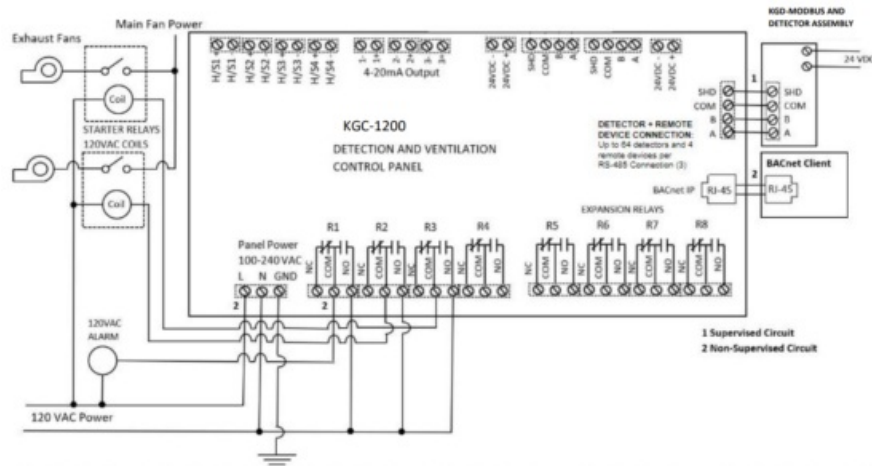 Main Fan Power
Exhaust Fans
Coil
STARTER RELAYS
120VAC COILS
Coil
H/S1 +
H/S1 -
H/S2 +
H/S2 -
H/S3 +
H/S3 -
H/S4 +
H/S4 -
1-
1+
2-
2+
3-
3+
4-20mA Output
24VDC -
24VDC +
SHD
COM
B
A
SHD
COM
B
A
24VDC -
24VDC +
KGC-1200
DETECTION AND VENTILATION
CONTROL PANEL
DETECTOR + REMOTE
DEVICE CONNECTION:
Up to 64 detectors and 4
remote devices per
RS-485 Connection (3)
SHD
COM
B
A
1
KGD-MODBUS AND
DETECTOR ASSEMBLY
24 VDC
SHD
COM
B
A
BACnet IP
RJ-45
2
BACnet Client
RJ-45
Panel Power
100-240 VAC
L N GND
2
R1
NC
COM
NO
2
R2
NC
COM
NO
R3
NC
COM
NO
R4
NC
COM
NO
EXPANSION RELAYS
R5
NC
COM
NO
R6
NC
COM
NO
R7
NC
COM
NO
R8
NC
COM
NO
120VAC
ALARM
120 VAC Power
1 Supervised Circuit
2 Non-Supervised Circuit